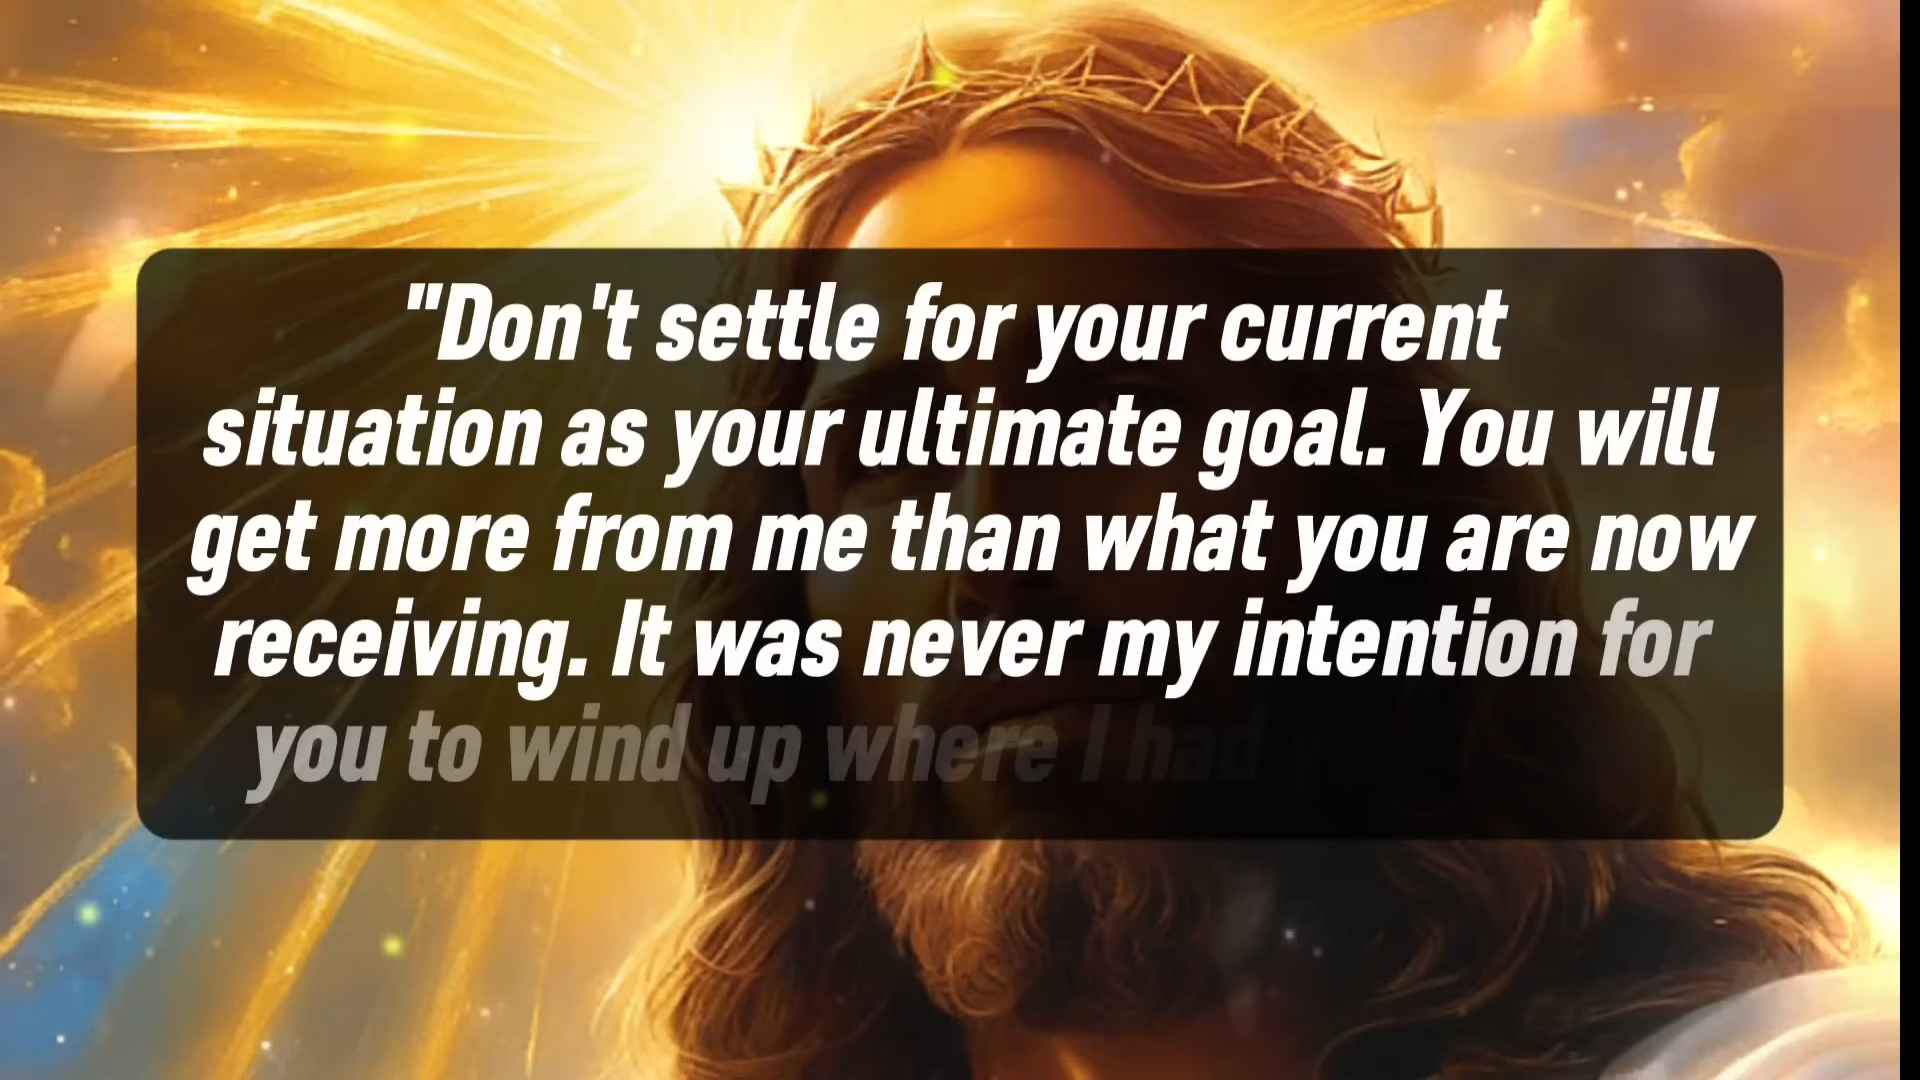 "Don't settle for your current
situation as your ultimate goal. You will
get more from me than what you are now
receiving. It was never my intention for
you to wind up where I had